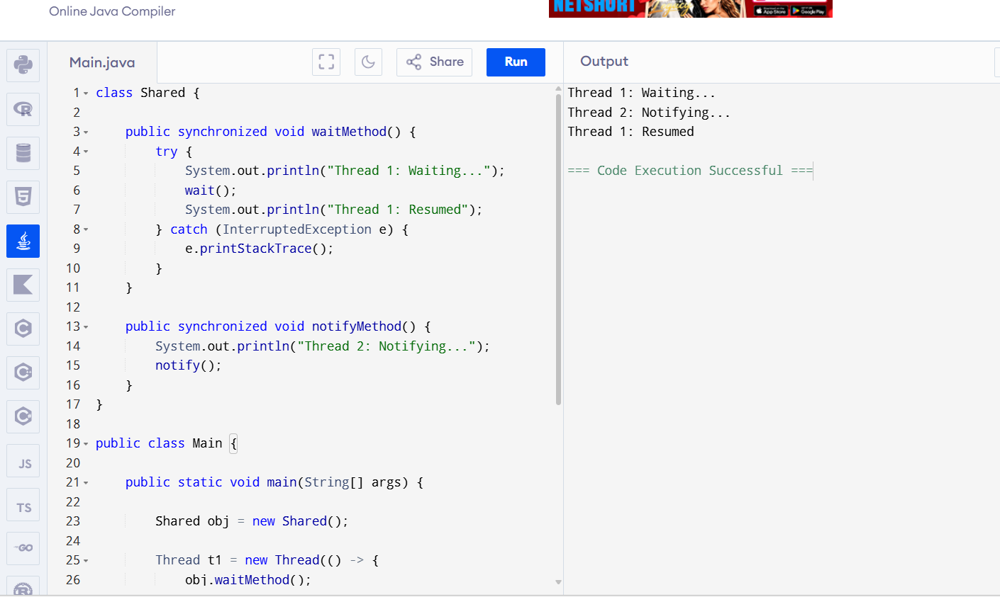 Online Java Compiler
NETSHORT
App Store
Google Play
Main.java
Share
Run
Output
1 class Shared {
2
3 public synchronized void waitMethod() {
4 try {
5 System.out.println("Thread 1: Waiting...");
6 wait();
7 System.out.println("Thread 1: Resumed");
8 } catch (InterruptedException e) {
9 e.printStackTrace();
10 }
11 }
12
13 public synchronized void notifyMethod() {
14 System.out.println("Thread 2: Notifying...");
15 notify();
16 }
17 }
18
19 public class Main {
20
21 public static void main(String[] args) {
22
23 Shared obj = new Shared();
24
25 Thread t1 = new Thread(() -> {
26 obj.waitMethod();
Thread 1: Waiting...
Thread 2: Notifying...
Thread 1: Resumed
=== Code Execution Successful ===
R
5
C
C
C
JS
TS
GO
R